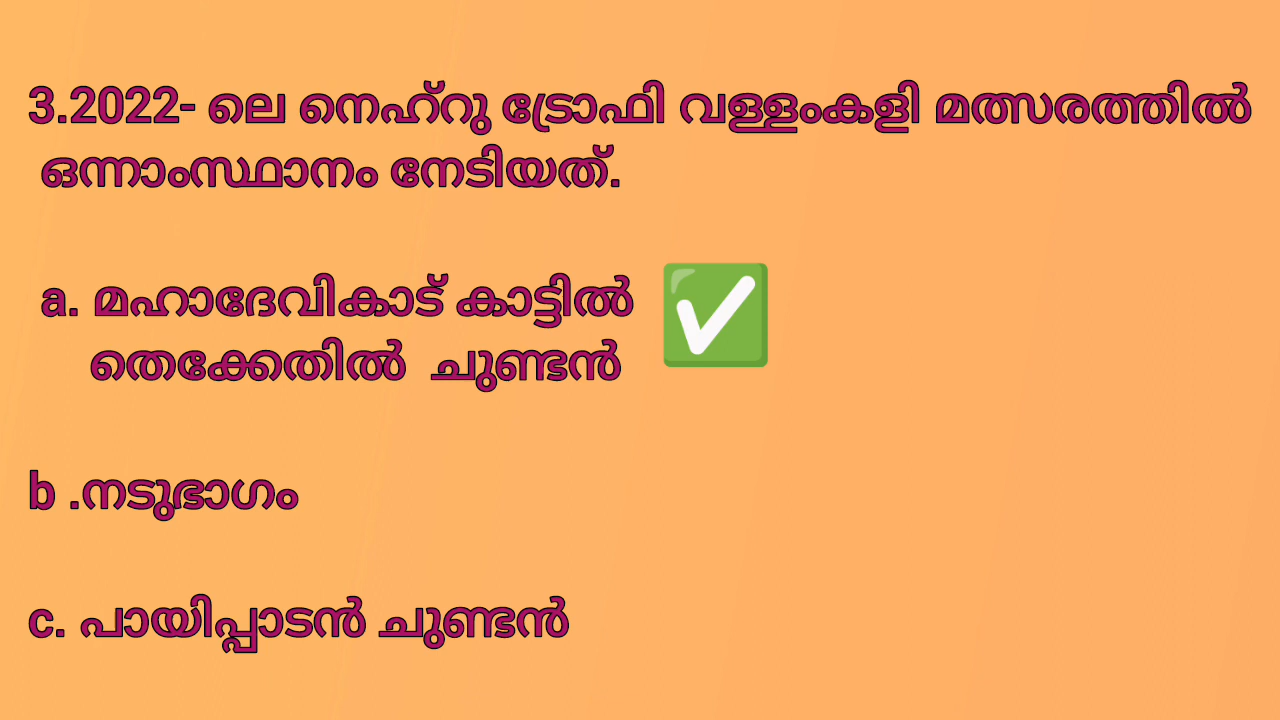 3.2022- ലെ നെഹ്റു ട്രോഫി വള്ളംകളി മത്സരത്തിൽ
ഒന്നാംസ്ഥാനം നേടിയത്.
a. മഹാദേവികാട് കാട്ടിൽ
തെക്കേതിൽ ചുണ്ടൻ
b .നടുഭാഗം
c. പായിപ്പാടൻ ചുണ്ടൻ